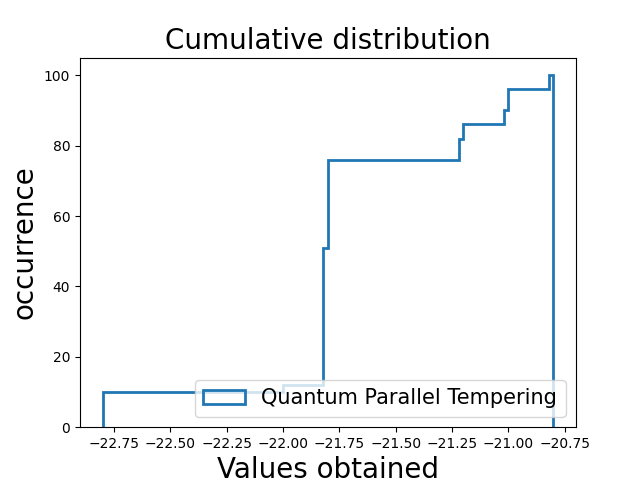 Cumulative distribution
occurrence
100
80
60
40
20
0
Quantum Parallel Tempering
−22.75 −22.50 −22.25 −22.00 −21.75 −21.50 −21.25 −21.00 −20.75
Values obtained